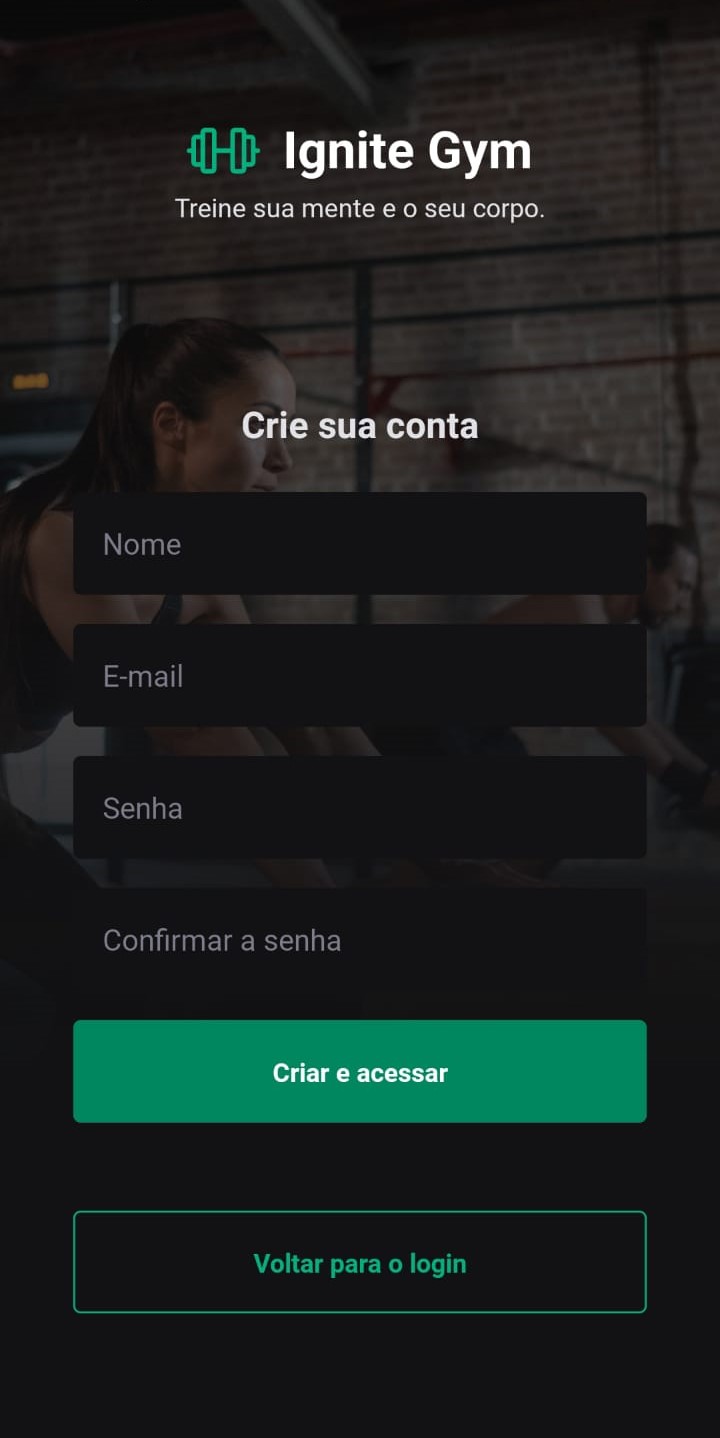 Ignite Gym
Treine sua mente e o seu corpo.
Crie sua conta
Nome
E-mail
Senha
Confirmar a senha
Criar e acessar
Voltar para o login